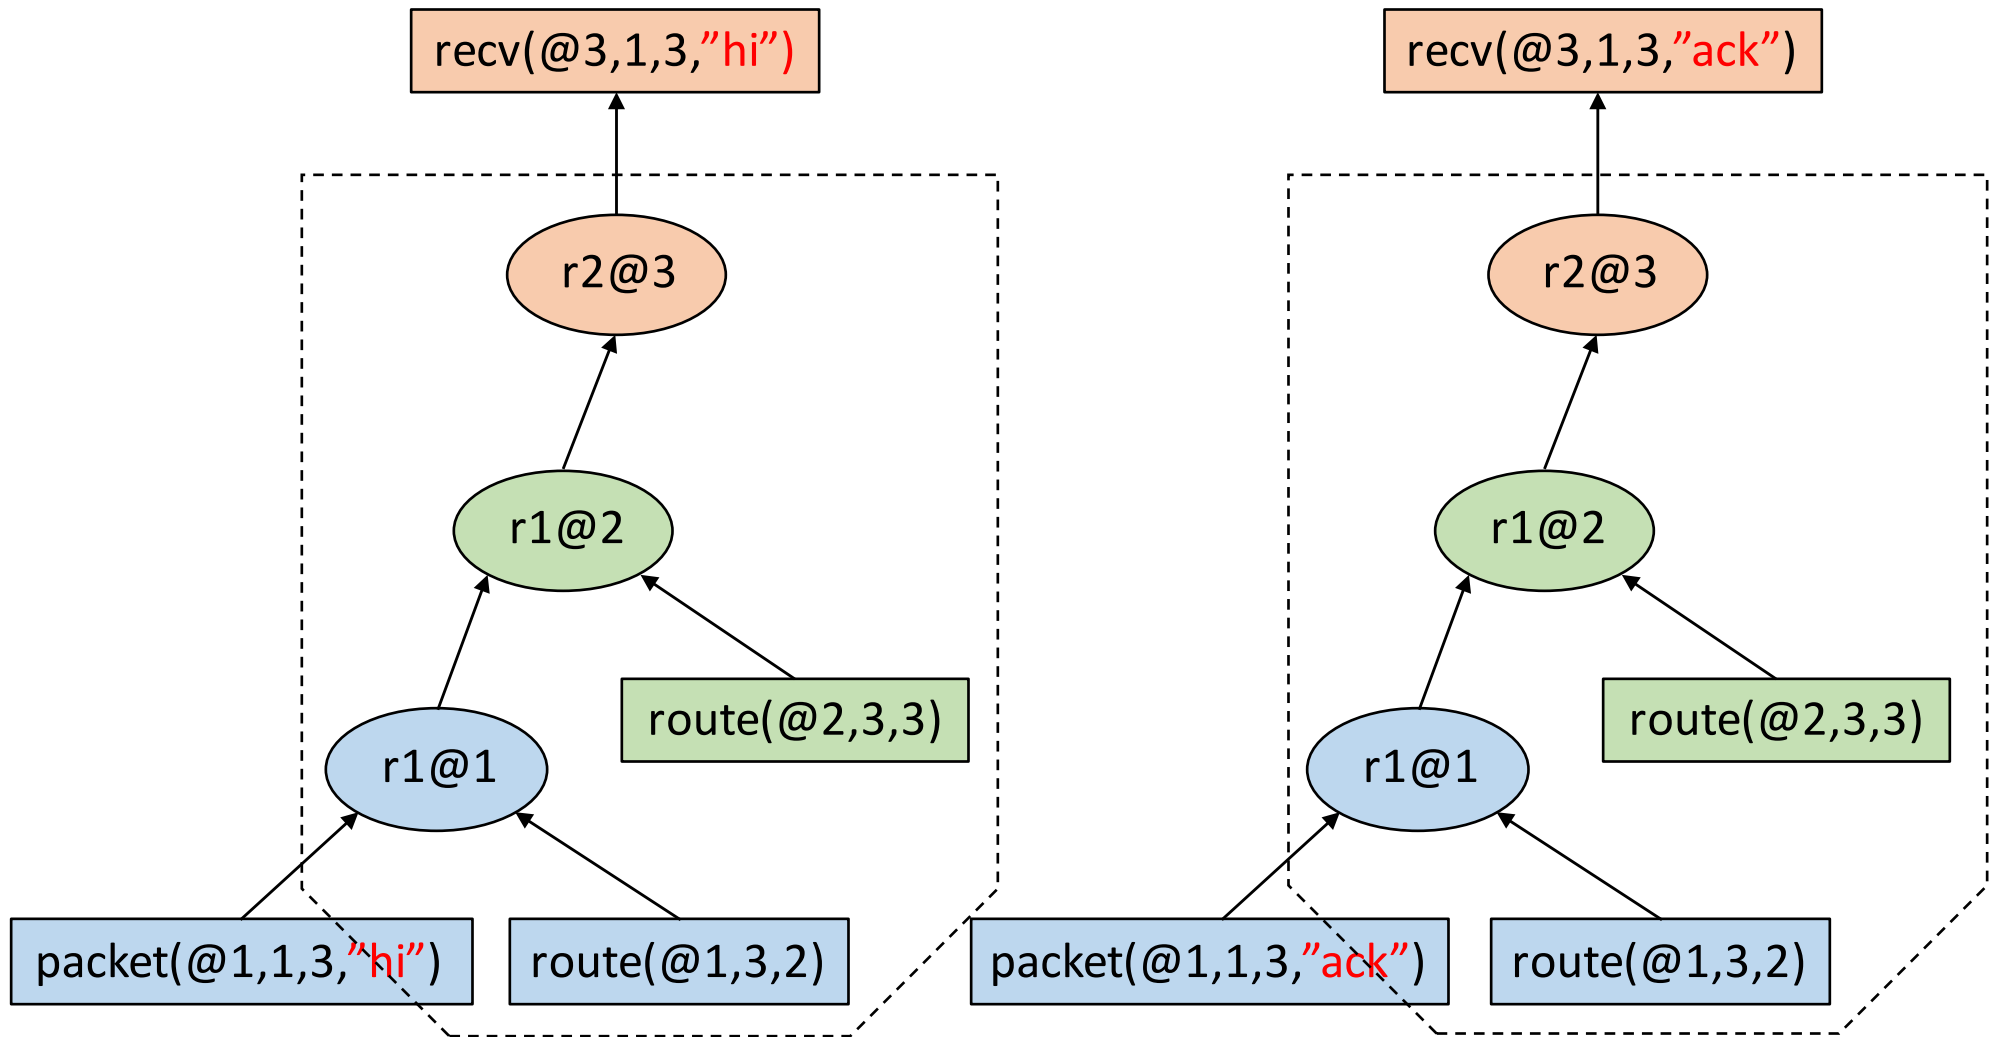 recv(@3,1,3,”hi”)
recv(@3,1,3,”ack”)
r2@3
r2@3
r1@2
r1@2
route(@2,3,3)
route(@2,3,3)
r1@1
r1@1
packet(@1,1,3,”hi”)
route(@1,3,2)
packet(@1,1,3,”ack”)
route(@1,3,2)